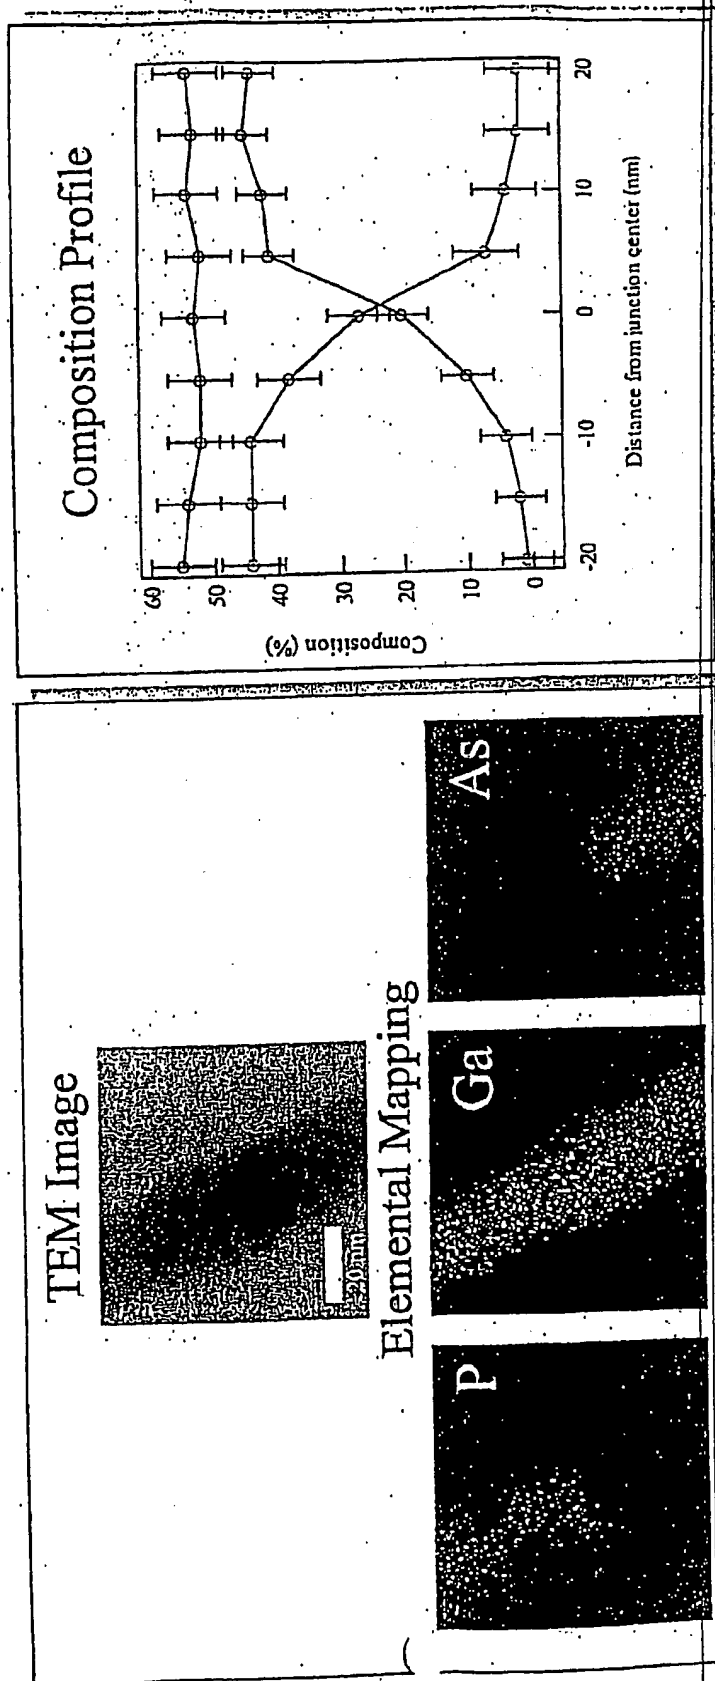 TEM Image
20 nm
Elemental Mapping
P
Ga
As
Composition Profile
Composition (%)
60
50
40
30
20
10
0
-20
-10
0
10
20
Distance from junction center (nm)